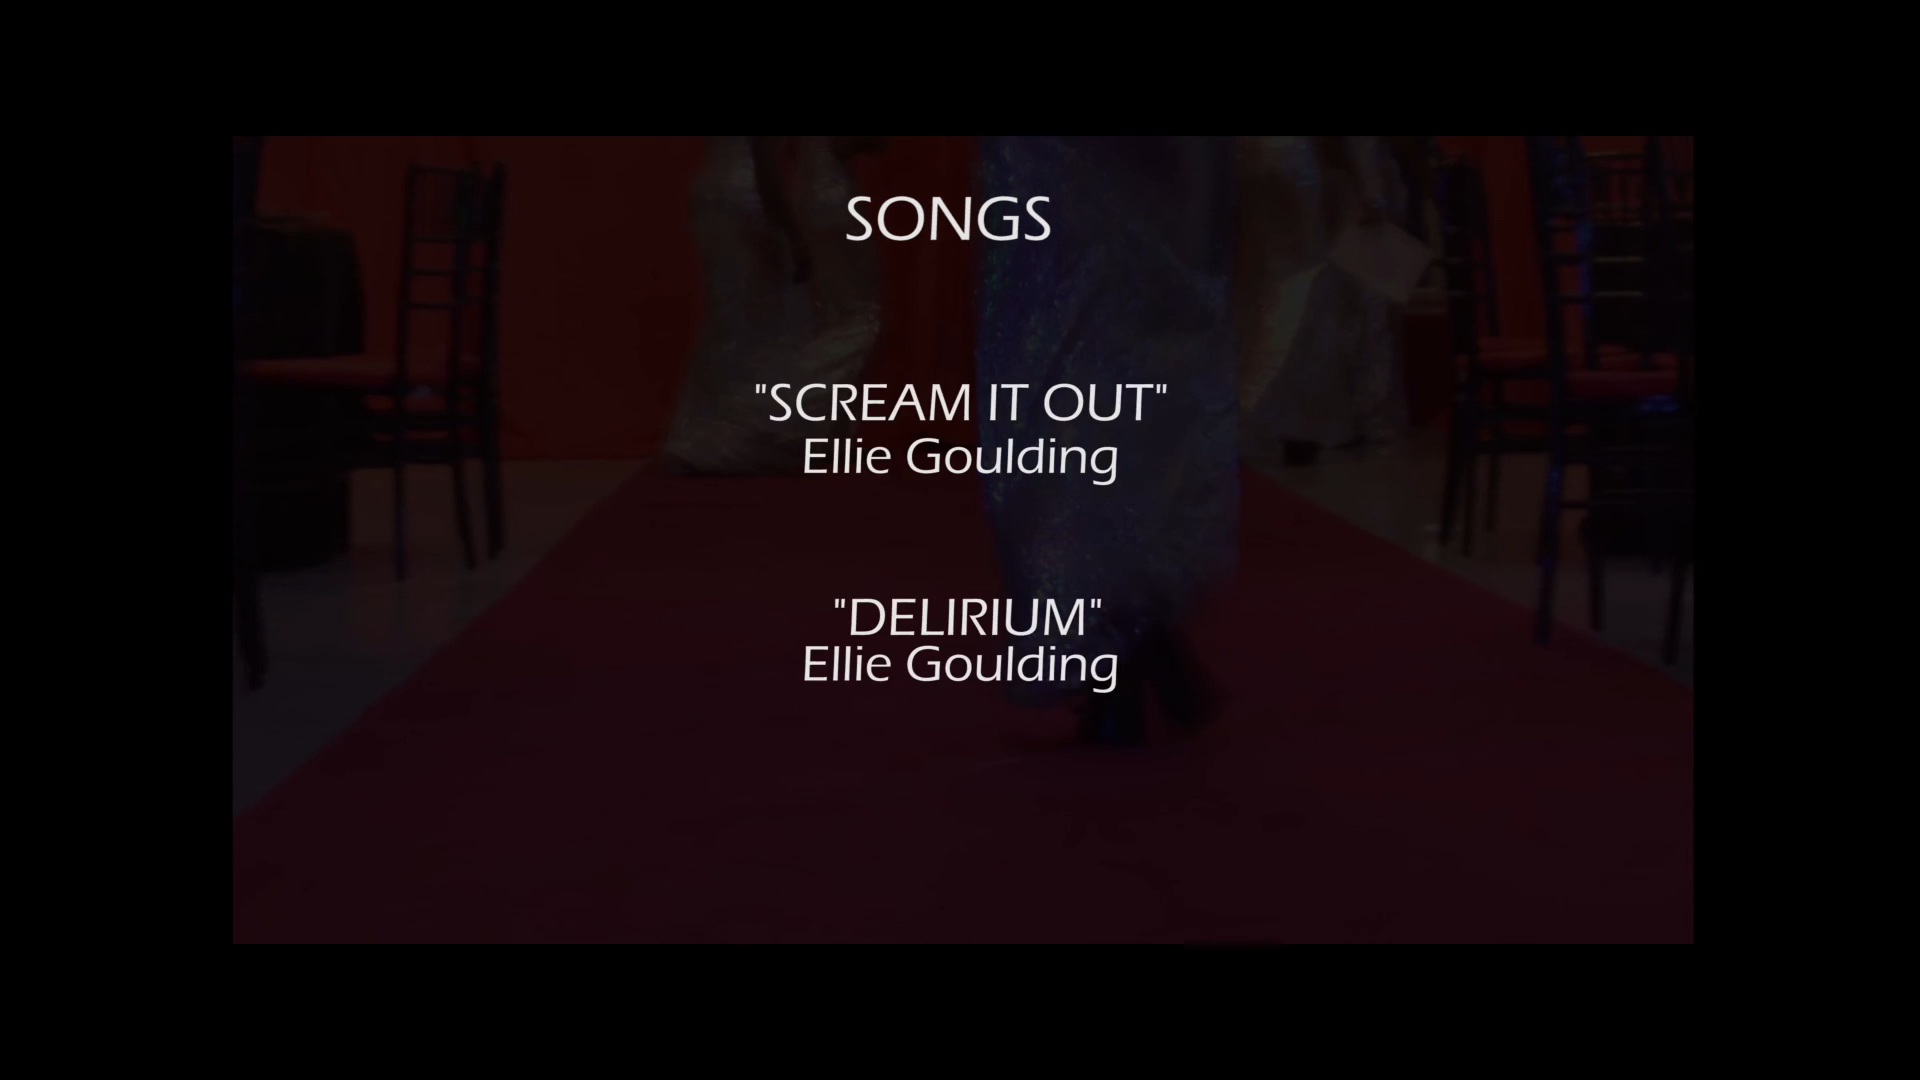 SONGS
"SCREAM IT OUT"
Ellie Goulding
"DELIRIUM"
Ellie Goulding